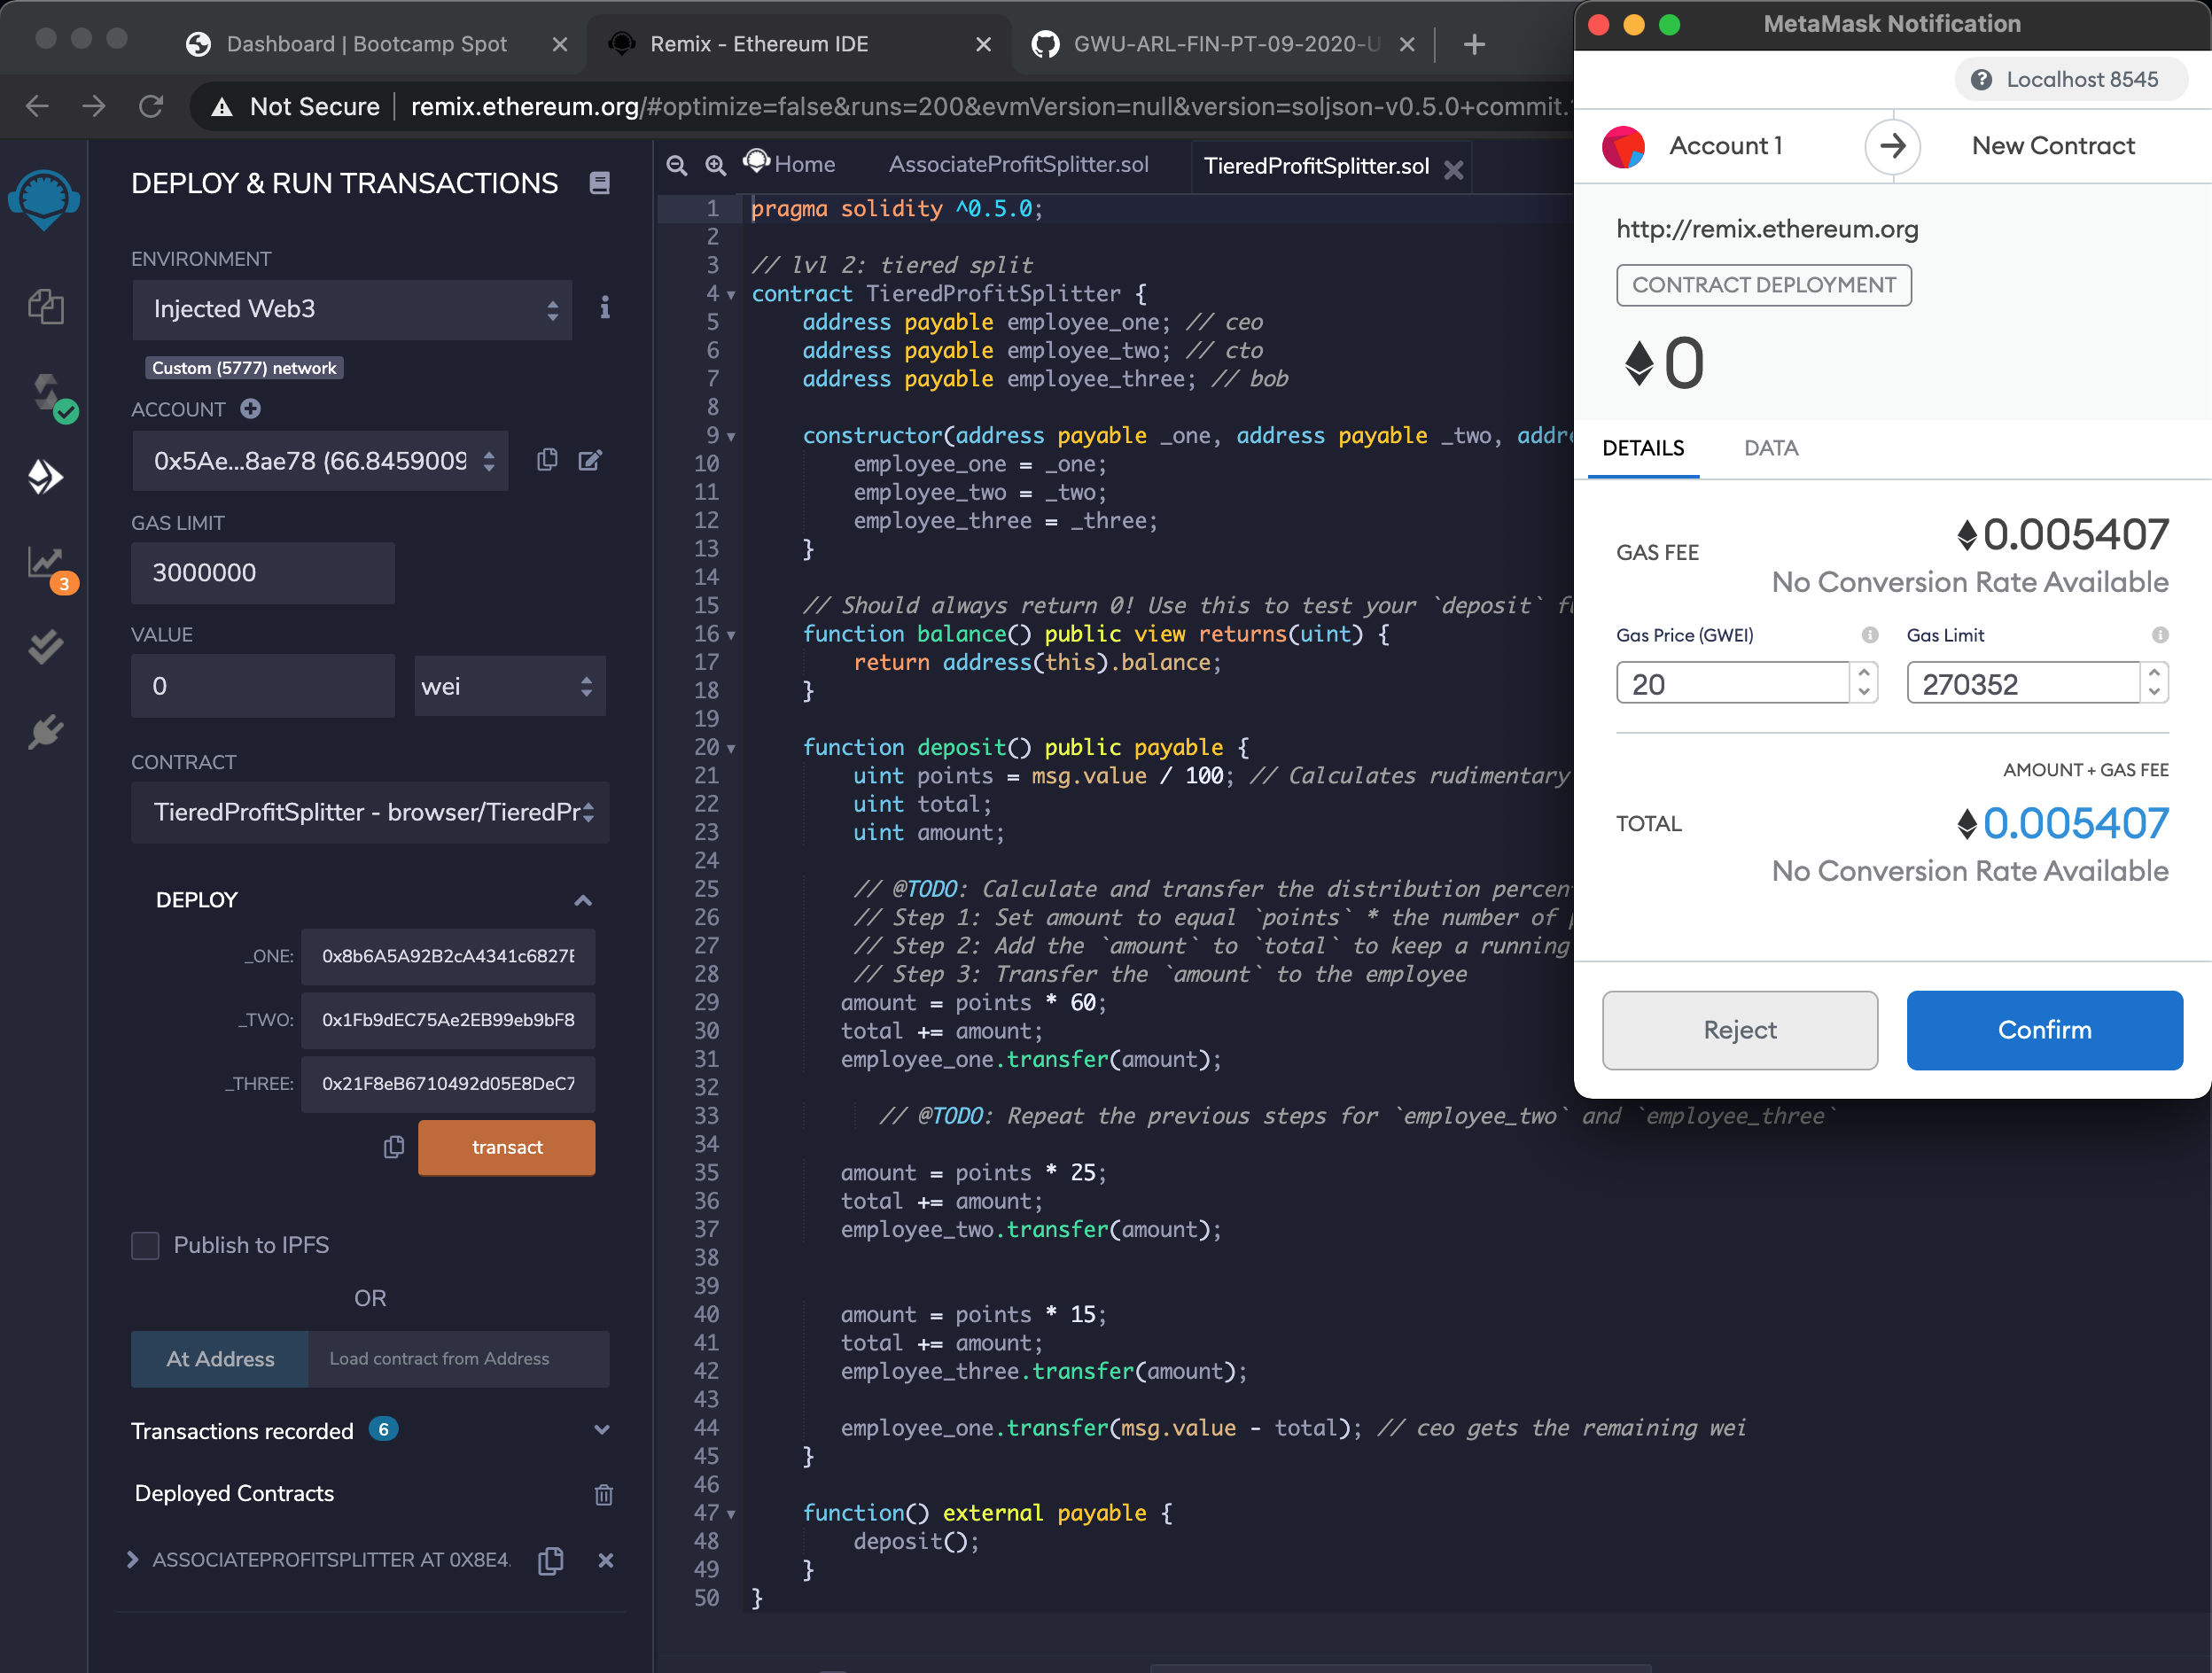 Dashboard | Bootcamp Spot
Remix - Ethereum IDE
GWU-ARL-FIN-PT-09-2020-U
Not Secure
remix.ethereum.org/#optimize=false&runs=200&evmVersion=null&version=soljson-v0.5.0+commit.
DEPLOY & RUN TRANSACTIONS
ENVIRONMENT
Injected Web3
Custom (5777) network
ACCOUNT
0x5Ae...8ae78 (66.8459009
GAS LIMIT
3000000
VALUE
0
wei
CONTRACT
TieredProfitSplitter - browser/TieredPr
DEPLOY
_ONE:
0x8b6A5A92B2cA4341c6827E
_TWO:
0x1Fb9dEC75Ae2EB99eb9bF8
_THREE:
0x21F8eB6710492d05E8DeC7
transact
Publish to IPFS
OR
At Address
Load contract from Address
Transactions recorded 6
Deployed Contracts
ASSOCIATEPROFITSPLITTER AT 0X8E4.
3
Home
AssociateProfitSplitter.sol
TieredProfitSplitter.sol
1 pragma solidity ^0.5.0;
2
3 // lvl 2: tiered split
4 contract TieredProfitSplitter {
5 address payable employee_one; // ceo
6 address payable employee_two; // cto
7 address payable employee_three; // bob
8
9 constructor(address payable _one, address payable _two, addre
10 employee_one = _one;
11 employee_two = _two;
12 employee_three = _three;
13 }
14
15 // Should always return 0! Use this to test your `deposit` fu
16 function balance() public view returns(uint) {
17 return address(this).balance;
18 }
19
20 function deposit() public payable {
21 uint points = msg.value / 100; // Calculates rudimentary
22 uint total;
23 uint amount;
24
25 // @TODO: Calculate and transfer the distribution percen
26 // Step 1: Set amount to equal `points` * the number of
27 // Step 2: Add the `amount` to `total` to keep a running
28 // Step 3: Transfer the `amount` to the employee
29 amount = points * 60;
30 total += amount;
31 employee_one.transfer(amount);
32
33 // @TODO: Repeat the previous steps for `employee_two` and `employee_three`
34
35 amount = points * 25;
36 total += amount;
37 employee_two.transfer(amount);
38
39
40 amount = points * 15;
41 total += amount;
42 employee_three.transfer(amount);
43
44 employee_one.transfer(msg.value - total); // ceo gets the remaining wei
45 }
46
47 function() external payable {
48 deposit();
49 }
50 }
MetaMask Notification
Localhost 8545
Account 1
New Contract
http://remix.ethereum.org
CONTRACT DEPLOYMENT
0
DETAILS
DATA
GAS FEE
0.005407
No Conversion Rate Available
Gas Price (GWEI)
Gas Limit
20
270352
AMOUNT + GAS FEE
TOTAL
0.005407
No Conversion Rate Available
Reject
Confirm